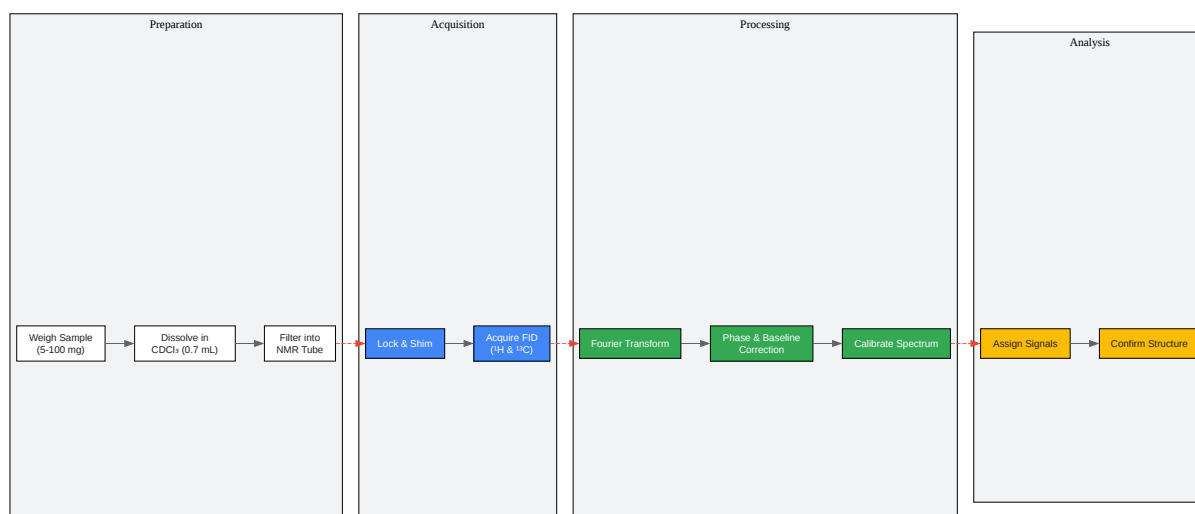 Preparation
Weigh Sample
(5-100 mg)
Dissolve in
CDCl₃ (0.7 mL)
Filter into
NMR Tube
Acquisition
Lock & Shim
Acquire FID
(¹H & ¹³C)
Processing
Fourier Transform
Phase & Baseline
Correction
Calibrate Spectrum
Analysis
Assign Signals
Confirm Structure